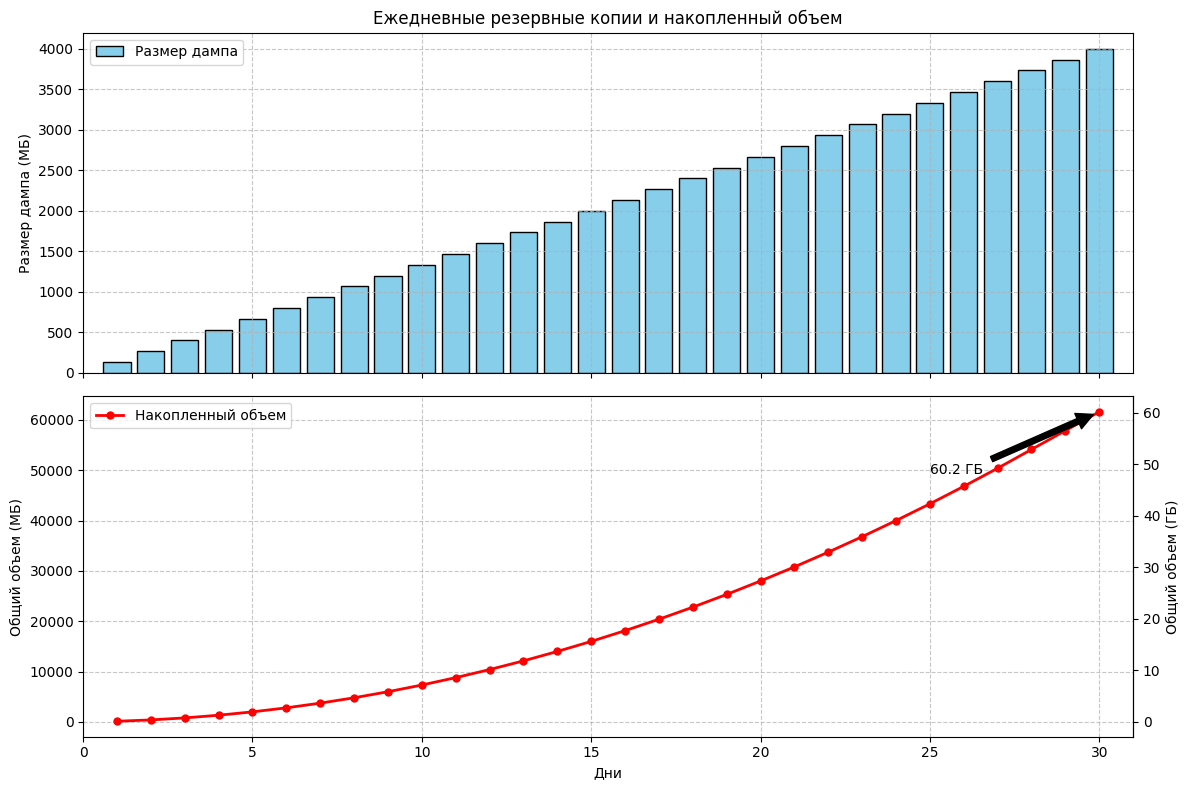 Ежедневные резервные копии и накопленный объем
Размер дампа
Размер дампа (МБ)
4000
3500
3000
2500
2000
1500
1000
500
0
Накопленный объем
60.2 ГБ
Общий объем (МБ)
60000
50000
40000
30000
20000
10000
0
Общий объем (ГБ)
60
50
40
30
20
10
0
0 5 10 15 20 25 30
Дни